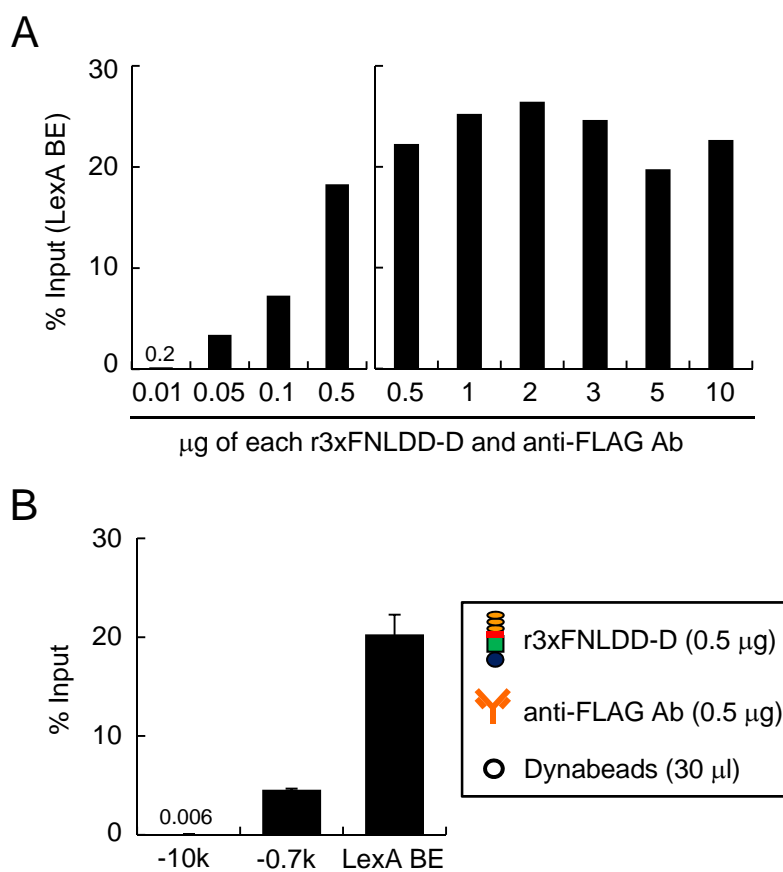 A
% Input (LexA BE)
30
20
10
0
0.2
0.01 0.05 0.1 0.5 0.5 1 2 3 5 10
μg of each r3xFNLDD-D and anti-FLAG Ab
B
% Input
30
20
10
0
0.006
-10k -0.7k LexA BE
r3xFNLDD-D (0.5 μg)
anti-FLAG Ab (0.5 μg)
Dynabeads (30 μl)